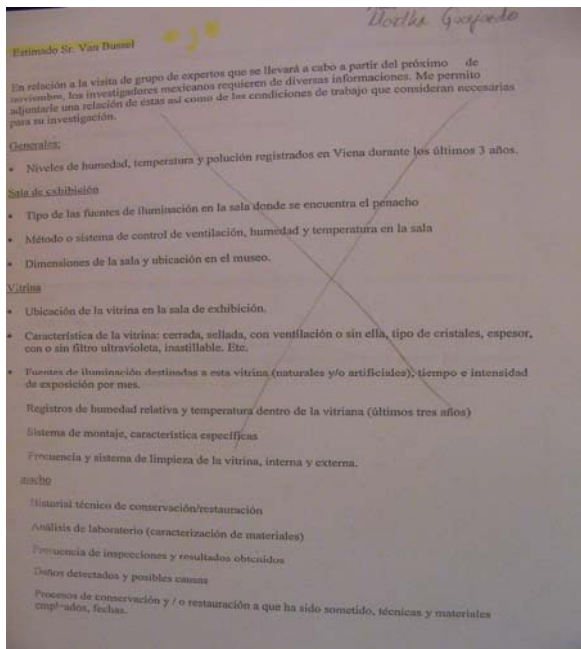 Martha Guajardo
"3"
Estimado Sr. Van Bussel
En relación a la visita de grupo de expertos que se llevará a cabo a partir del próximo de
noviembre, los investigadores mexicanos requieren de diversas informaciones. Me permito
adjuntarle una relación de éstas así como de las condiciones de trabajo que consideran necesarias
para su investigación.
Generales:
• Niveles de humedad, temperatura y polución registrados en Viena durante los últimos 3 años.
Sala de exhibición
• Tipo de las fuentes de iluminación en la sala donde se encuentra el penacho
• Método o sistema de control de ventilación, humedad y temperatura en la sala
• Dimensiones de la sala y ubicación en el museo.
Vitrina
• Ubicación de la vitrina en la sala de exhibición.
• Característica de la vitrina: cerrada, sellada, con ventilación o sin ella, tipo de cristales, espesor,
con o sin filtro ultravioleta, inastillable. Etc.
• Fuentes de iluminación destinadas a esta vitrina (naturales y/o artificiales), tiempo e intensidad
de exposición por mes.
Registros de humedad relativa y temperatura dentro de la vitriana (últimos tres años)
Sistema de montaje, característica específicas
Frecuencia y sistema de limpieza de la vitrina, interna y externa.
nacho
Historial técnico de conservación/restauración
Análisis de laboratorio (caracterización de materiales)
Frecuencia de inspecciones y resultados obtenidos
Daños detectados y posibles causas
Procesos de conservación y / o restauración a que ha sido sometido, técnicas y materiales
empleados, fechas.